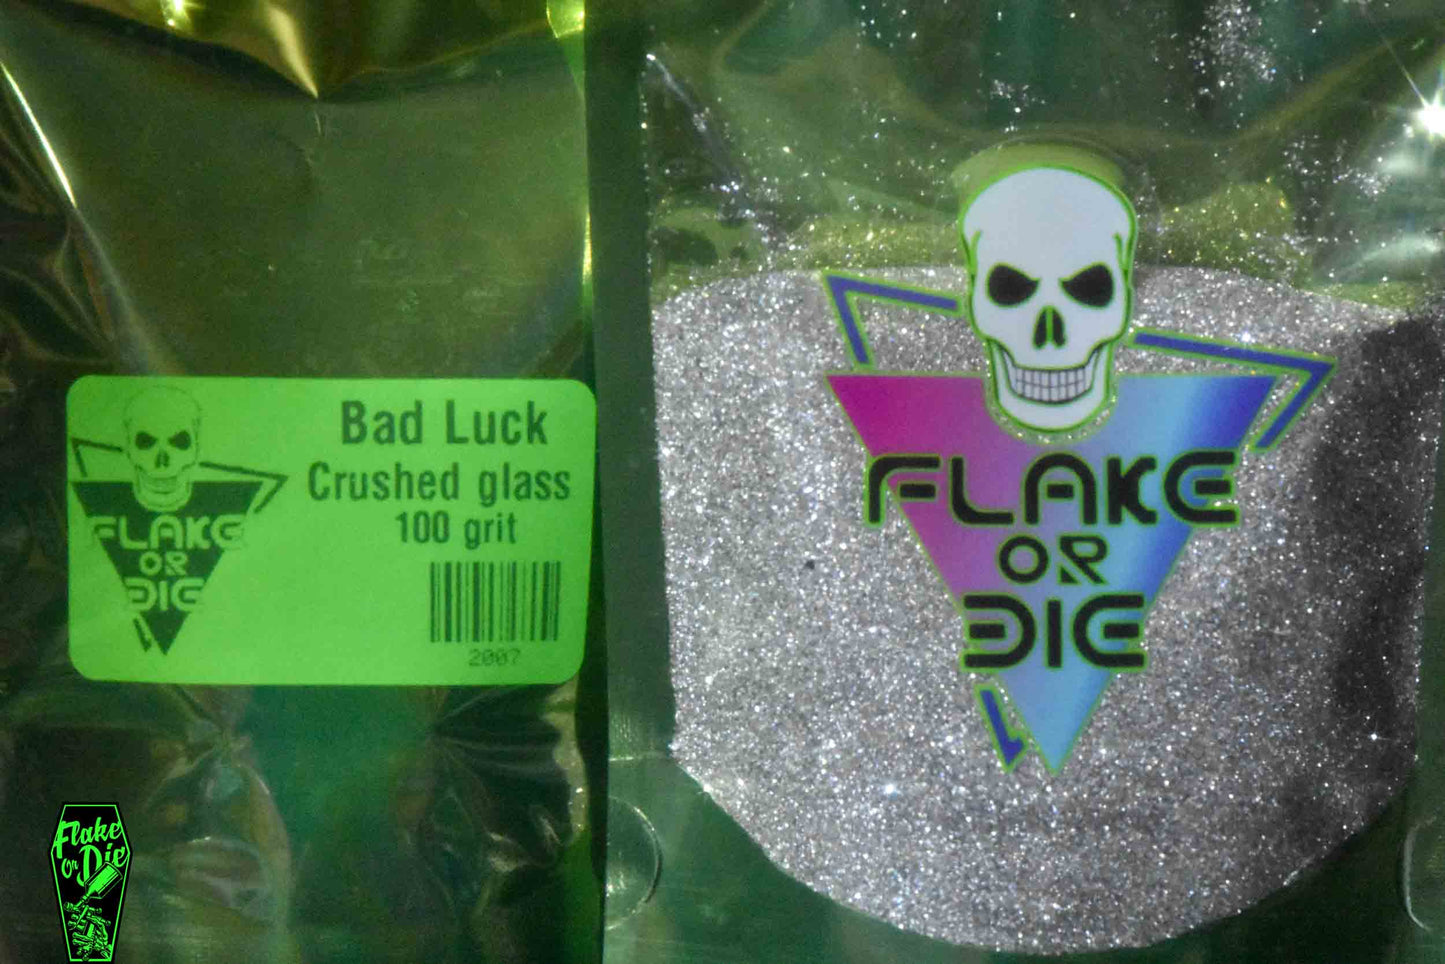 Bad Luck
Crushed glass
100 grit
FLAKE
OR
DIE
2007
FLAKE
OR
DIE
Flake
Or Die